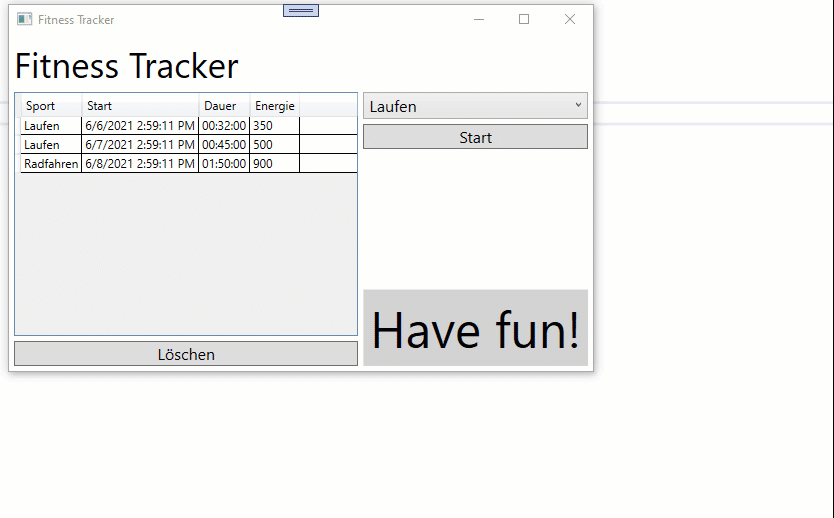 Fitness Tracker
Fitness Tracker
Sport Start Dauer Energie
Laufen 6/6/2021 2:59:11 PM 00:32:00 350
Laufen 6/7/2021 2:59:11 PM 00:45:00 500
Radfahren 6/8/2021 2:59:11 PM 01:50:00 900
Löschen
Laufen
Start
Have fun!